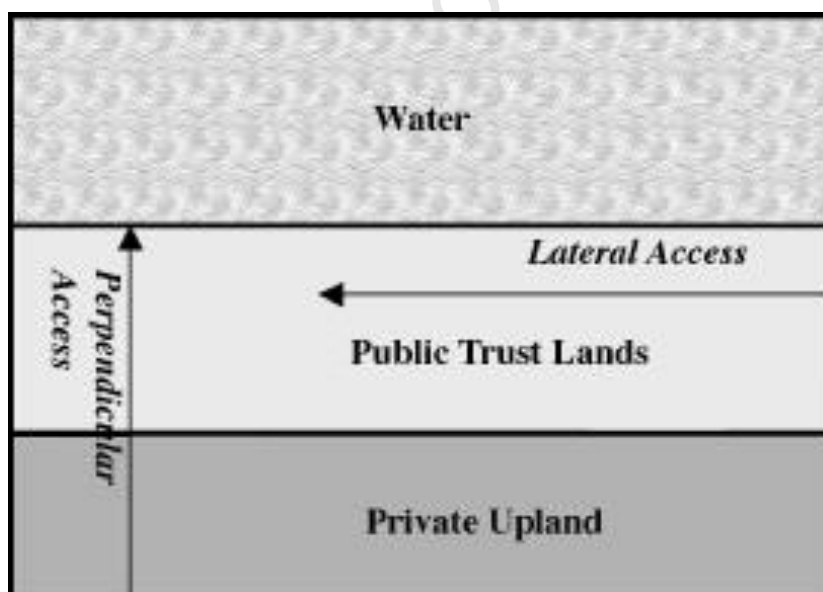 Water
Lateral Access
Perpendicular
Access
Public Trust Lands
Private Upland